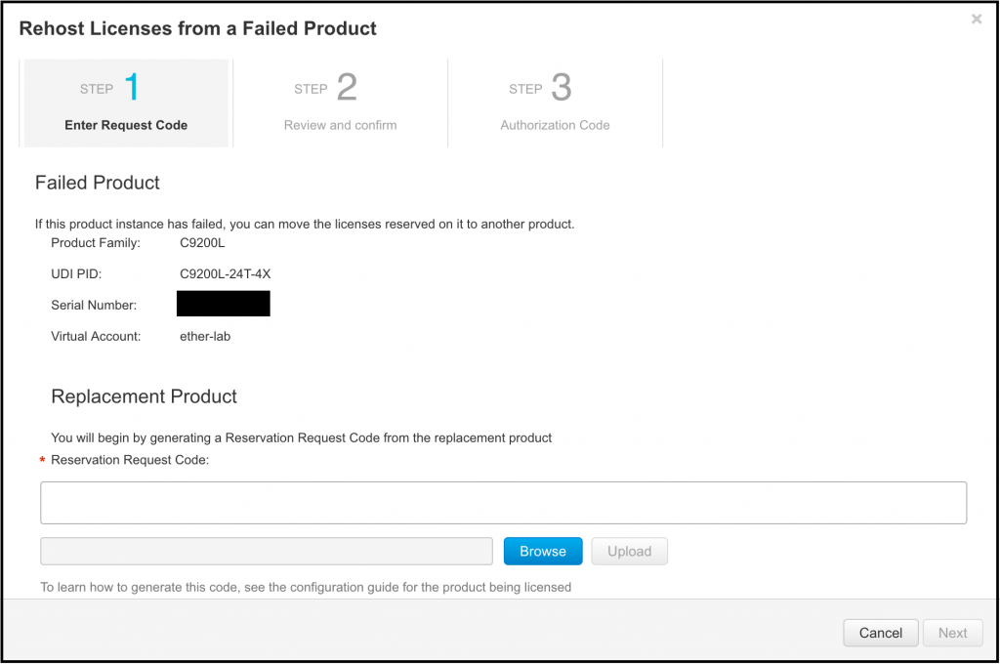 Rehost Licenses from a Failed Product
×
STEP 1
Enter Request Code
STEP 2
Review and confirm
STEP 3
Authorization Code
Failed Product
If this product instance has failed, you can move the licenses reserved on it to another product.
Product Family: C9200L
UDI PID: C9200L-24T-4X
Serial Number:
Virtual Account: ether-lab
Replacement Product
You will begin by generating a Reservation Request Code from the replacement product
* Reservation Request Code:
Browse Upload
To learn how to generate this code, see the configuration guide for the product being licensed
Cancel Next